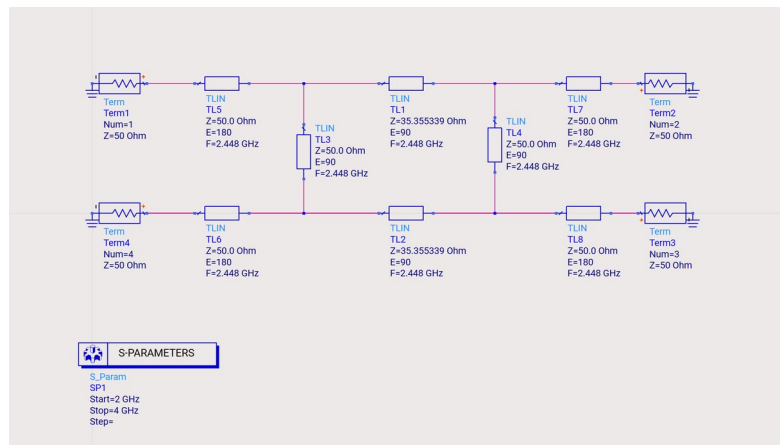 Term
Term1
Num=1
Z=50 Ohm
TLIN
TL5
Z=50.0 Ohm
E=180
F=2.448 GHz
TLIN
TL3
Z=50.0 Ohm
E=90
F=2.448 GHz
TLIN
TL1
Z=35.355339 Ohm
E=90
F=2.448 GHz
TLIN
TL4
Z=50.0 Ohm
E=90
F=2.448 GHz
TLIN
TL7
Z=50.0 Ohm
E=180
F=2.448 GHz
Term
Term2
Num=2
Z=50 Ohm
Term
Term4
Num=4
Z=50 Ohm
TLIN
TL6
Z=50.0 Ohm
E=180
F=2.448 GHz
TLIN
TL2
Z=35.355339 Ohm
E=90
F=2.448 GHz
TLIN
TL8
Z=50.0 Ohm
E=180
F=2.448 GHz
Term
Term3
Num=3
Z=50 Ohm
S-PARAMETERS
S_Param
SP1
Start=2 GHz
Stop=4 GHz
Step=